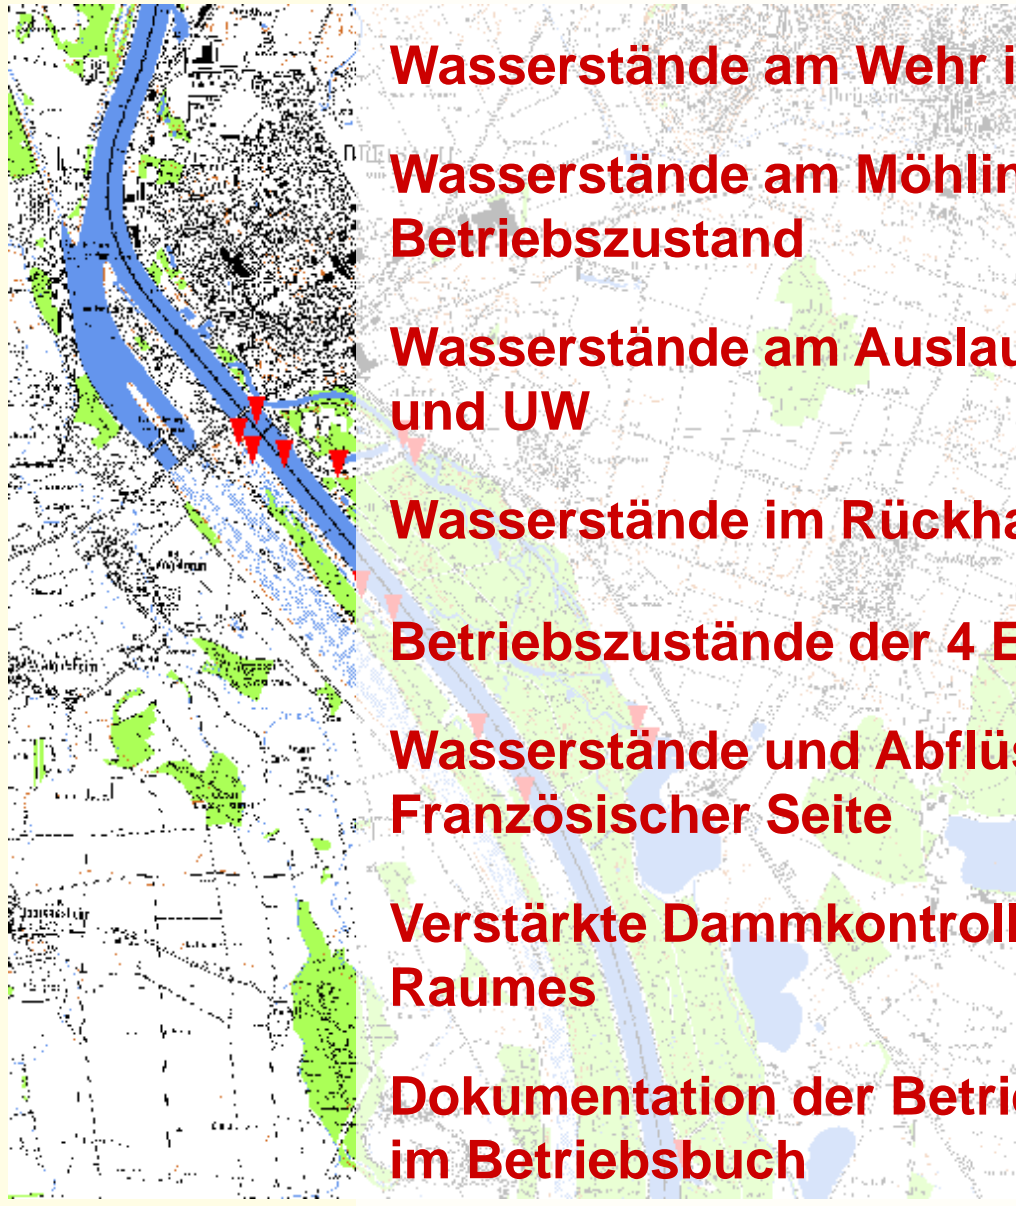 Wasserstände am Wehr i
Wasserstände am Möhlin
Betriebszustand
Wasserstände am Auslau
und UW
Wasserstände im Rückha
Betriebszustände der 4 E
Wasserstände und Abflüs
Französischer Seite
Verstärkte Dammkontroll
Raumes
Dokumentation der Betrie
im Betriebsbuch